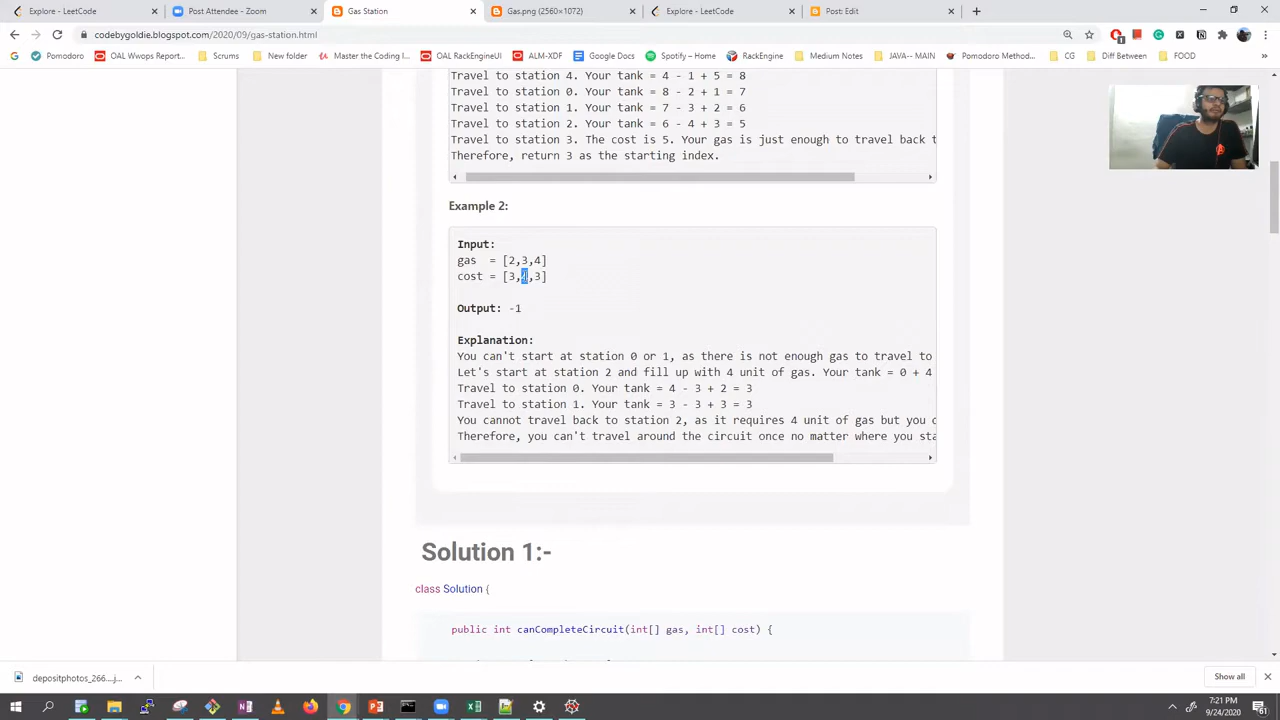 Explore - LeetCode
Post Attendee - Zoom
Gas Station
Gas.png (2560×1072)
Explore - LeetCode
Post: Edit
codebygoldie.blogspot.com/2020/09/gas-station.html
Pomodoro
OAL Wwops Report...
Scrums
New folder
Master the Coding I...
OAL RackEngineUI
ALM-XDF
Google Docs
Spotify – Home
RackEngine
Medium Notes
JAVA-- MAIN
Pomodoro Method...
CG
Diff Between
FOOD
Travel to station 4. Your tank = 4 - 1 + 5 = 8
Travel to station 0. Your tank = 8 - 2 + 1 = 7
Travel to station 1. Your tank = 7 - 3 + 2 = 6
Travel to station 2. Your tank = 6 - 4 + 3 = 5
Travel to station 3. The cost is 5. Your gas is just enough to travel back t
Therefore, return 3 as the starting index.
Example 2:
Input:
gas  = [2,3,4]
cost = [3,4,3]
Output: -1
Explanation:
You can't start at station 0 or 1, as there is not enough gas to travel to
Let's start at station 2 and fill up with 4 unit of gas. Your tank = 0 + 4
Travel to station 0. Your tank = 4 - 3 + 2 = 3
Travel to station 1. Your tank = 3 - 3 + 3 = 3
You cannot travel back to station 2, as it requires 4 unit of gas but you
Therefore, you can't travel around the circuit once no matter where you sta
Solution 1:-
class Solution {
public int canCompleteCircuit(int[] gas, int[] cost) {
depositphotos_266....j...
Show all
7:21 PM
9/24/2020